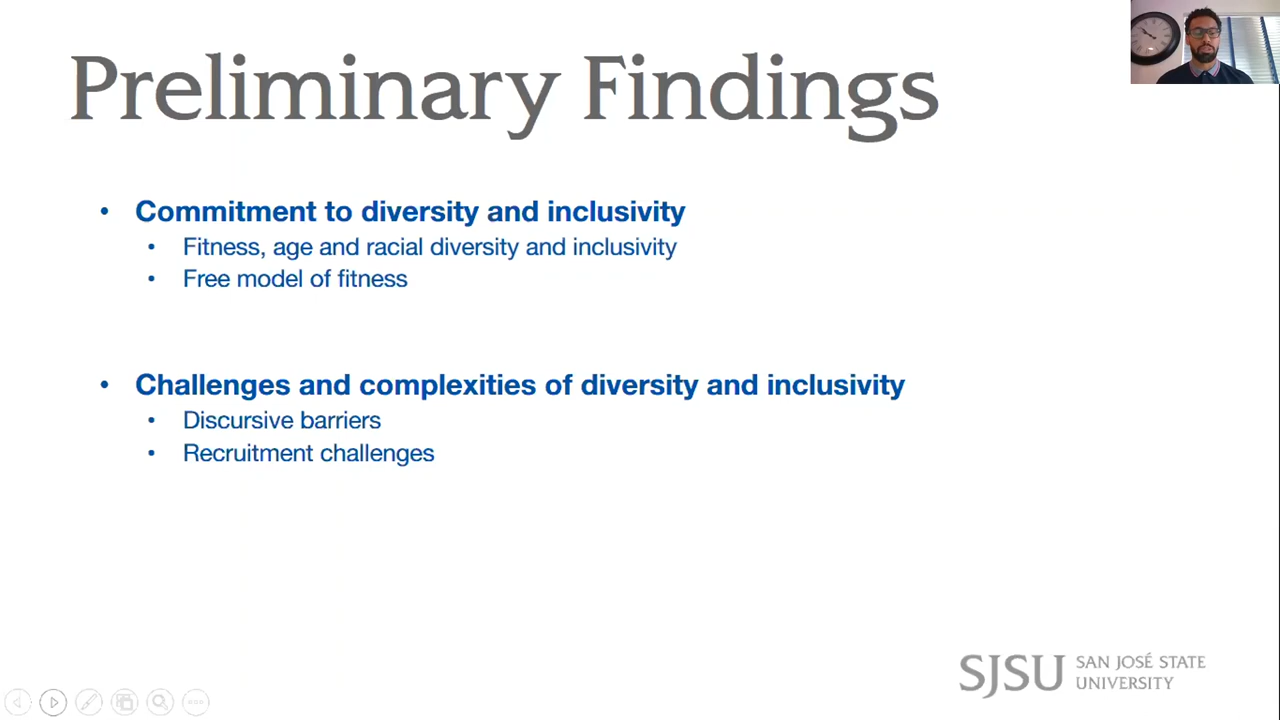 Preliminary Findings
• Commitment to diversity and inclusivity
• Fitness, age and racial diversity and inclusivity
• Free model of fitness
• Challenges and complexities of diversity and inclusivity
• Discursive barriers
• Recruitment challenges
SJSU SAN JOSÉ STATE
UNIVERSITY